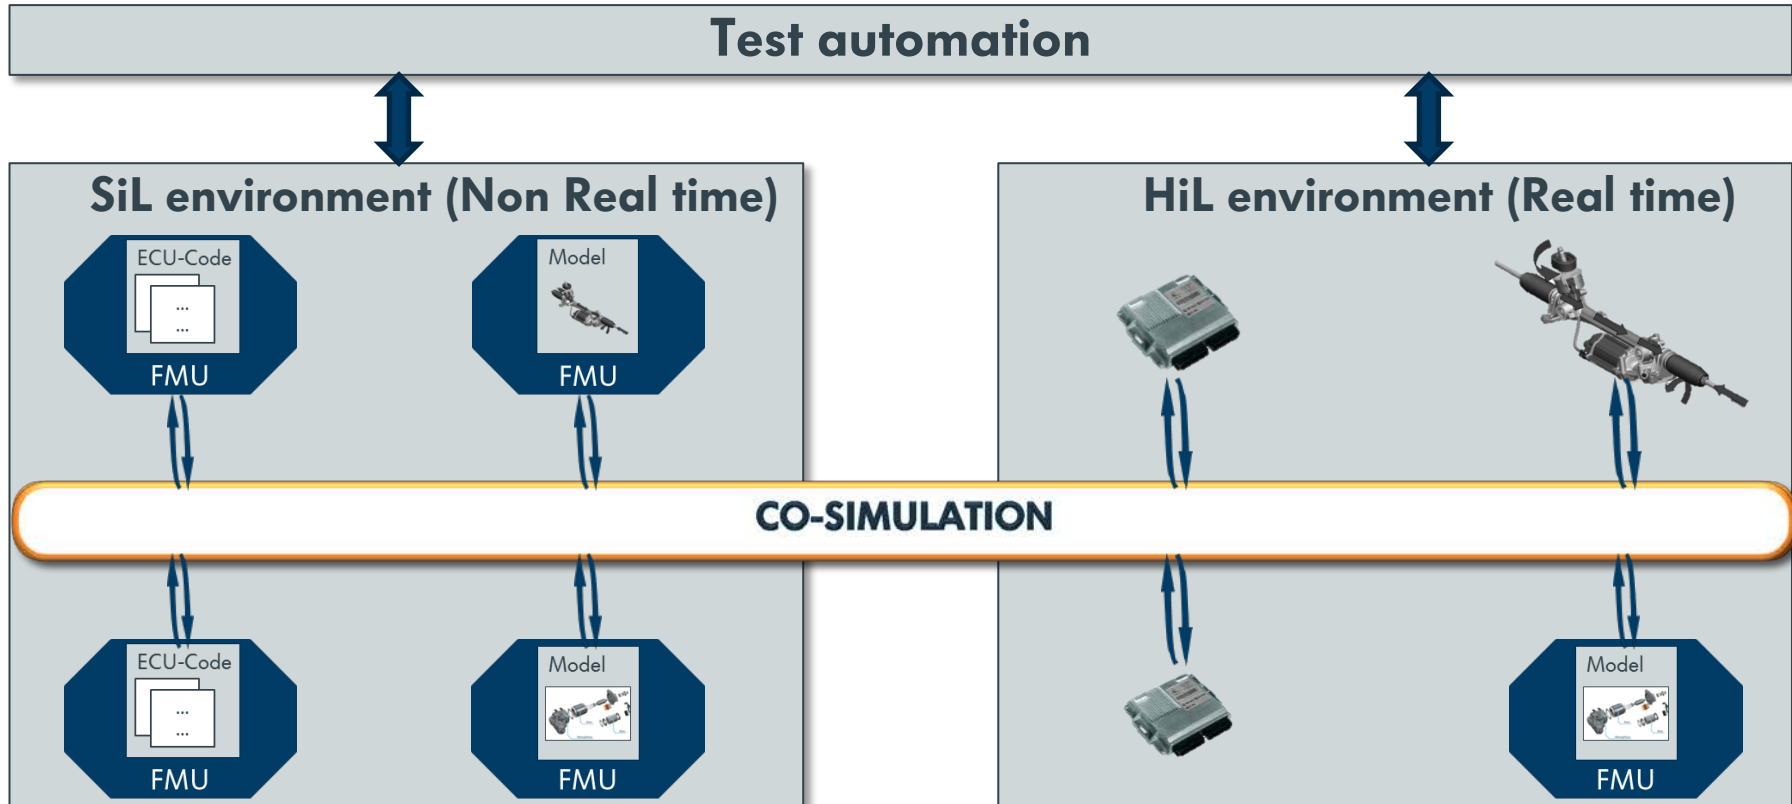 Test automation
SiL environment (Non Real time)
HiL environment (Real time)
ECU-Code
...
...
FMU
Model
FMU
CO-SIMULATION
ECU-Code
...
...
FMU
Model
FMU
Model
FMU